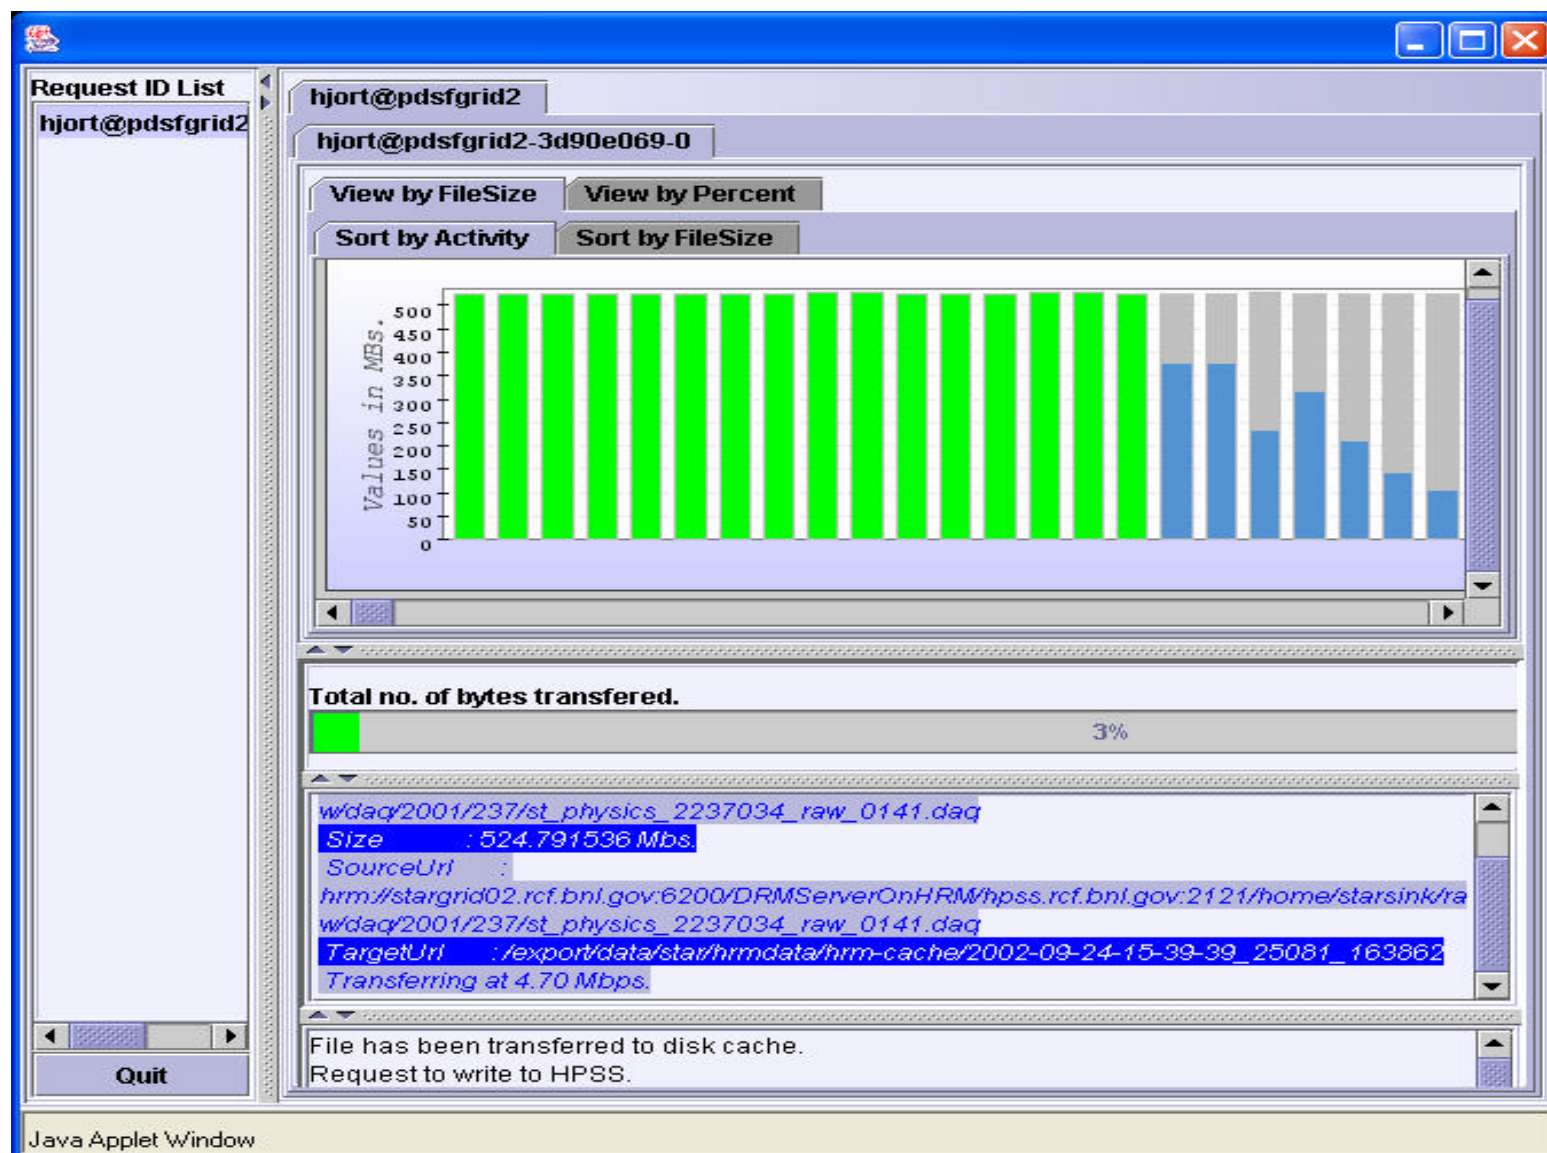 Request ID List
hjort@pdsfgrid2
Quit
hjort@pdsfgrid2
hjort@pdsfgrid2-3d90e069-0
View by FileSize View by Percent
Sort by Activity Sort by FileSize
Values in MBs.
500
450
400
350
300
250
200
150
100
50
0
Total no. of bytes transfered.
3%
w/daq/2001/237/st_physics_2237034_raw_0141.daq
Size : 524.791536 Mbs.
SourceUrl :
hrm://stargrid02.rcf.bnl.gov:6200/DRMServerOnHRM/hpss.rcf.bnl.gov:2121/home/starsink/ra
w/daq/2001/237/st_physics_2237034_raw_0141.daq
TargetUrl :/export/data/star/hrmdata/hrm-cache/2002-09-24-15-39-39_25081_163862
Transferring at 4.70 Mbps.
File has been transferred to disk cache.
Request to write to HPSS.
Java Applet Window